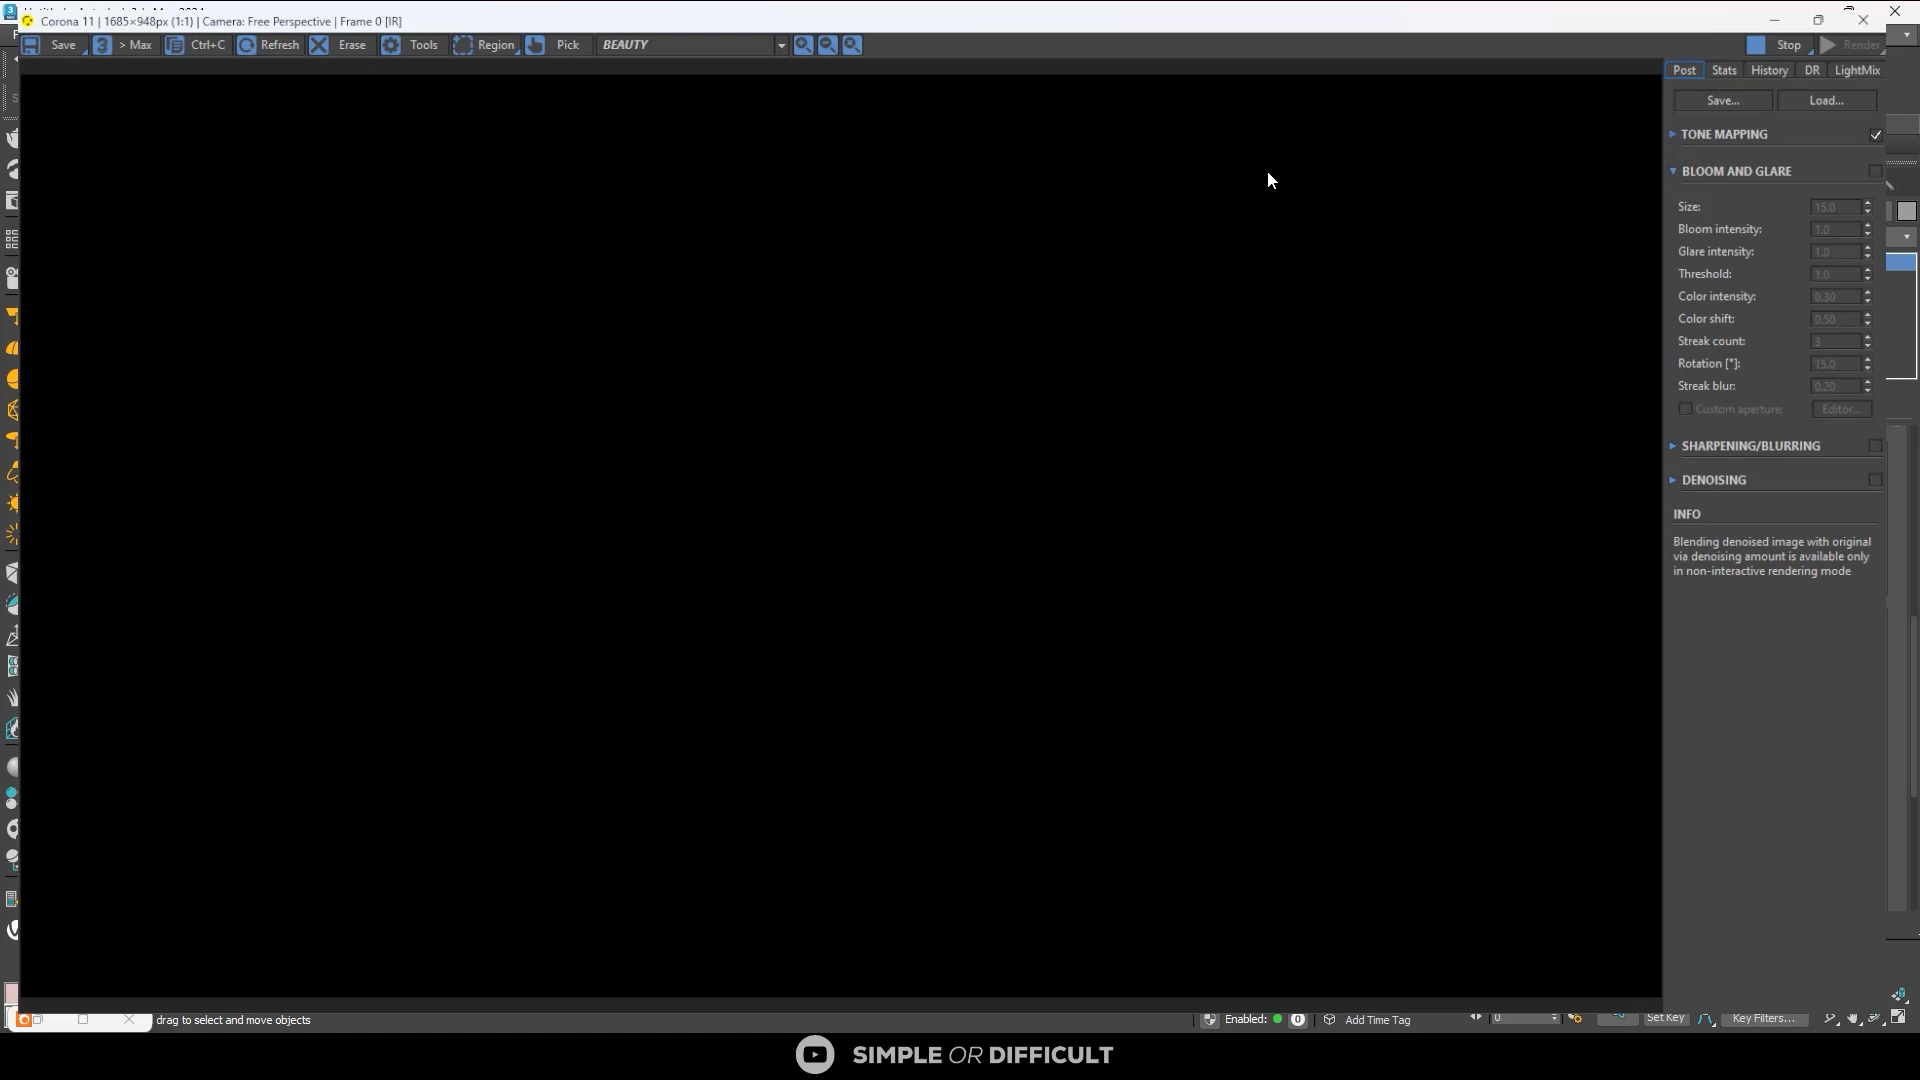 Corona 11 | 1685×948px (1:1) | Camera: Free Perspective | Frame 0 [IR]
Save
3
> Max
Ctrl+C
Refresh
Erase
Tools
Region
Pick
BEAUTY
Stop
Render
Post
Stats
History
DR
LightMix
Save...
Load...
TONE MAPPING
BLOOM AND GLARE
Size: 15.0
Bloom intensity: 1.0
Glare intensity: 1.0
Threshold: 1.0
Color intensity: 0.30
Color shift: 0.50
Streak count: 3
Rotation [°]: 15.0
Streak blur: 0.20
Custom aperture: Editor...
SHARPENING/BLURRING
DENOISING
INFO
Blending denoised image with original
via denoising amount is available only
in non-interactive rendering mode
drag to select and move objects
Enabled:
0
Add Time Tag
0
Set Key
Key Filters...
SIMPLE OR DIFFICULT